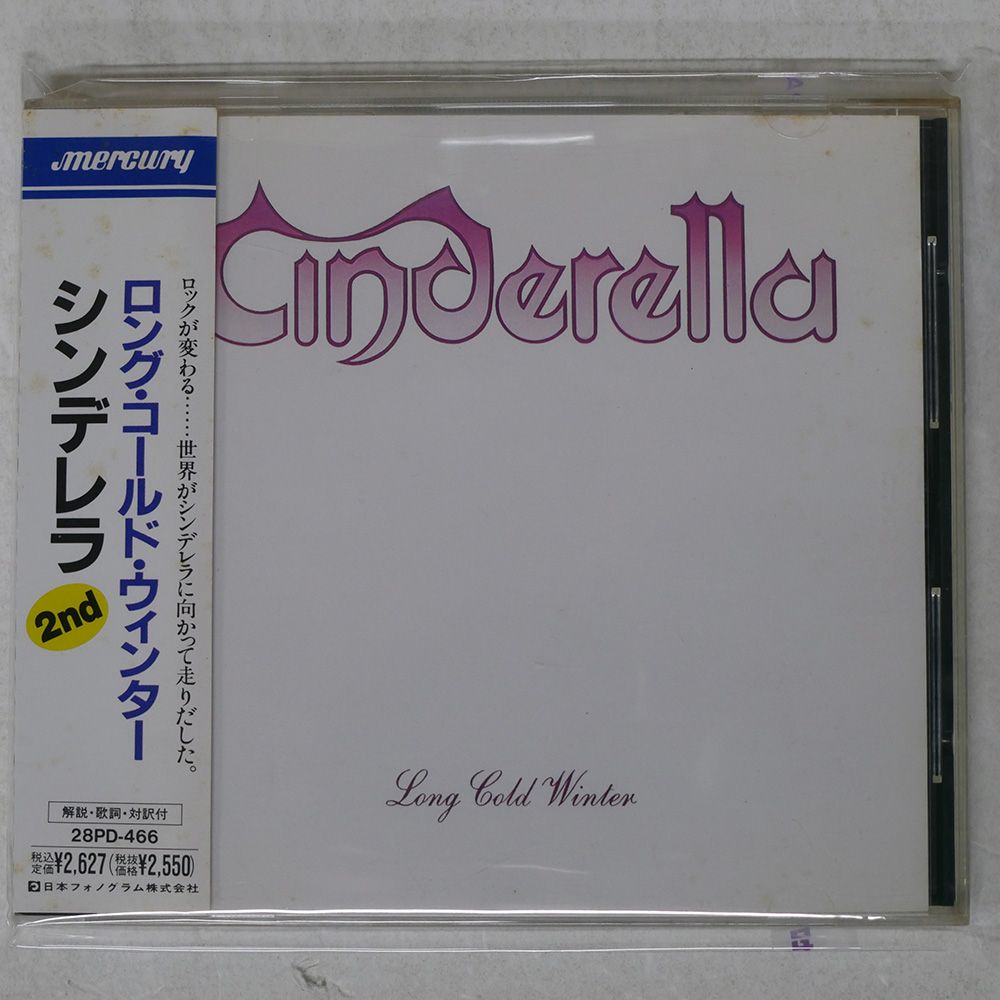 mercury
ロックが変わる……世界がシンデレラに向かって走りだした。
ロング・コールド・ウィンター
シンデレラ
2nd
解説・歌詞・対訳付
28PD-466
税込定価¥2,627(税抜価格¥2,550)
日本フォノグラム株式会社
Cinderella
Long Cold Winter